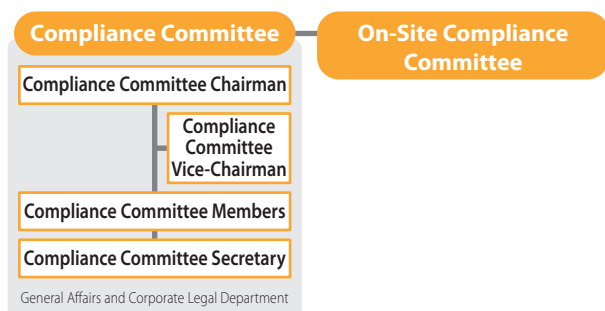 Compliance Committee
On-Site Compliance
Committee
Compliance Committee Chairman
Compliance
Committee
Vice-Chairman
Compliance Committee Members
Compliance Committee Secretary
General Affairs and Corporate Legal Department